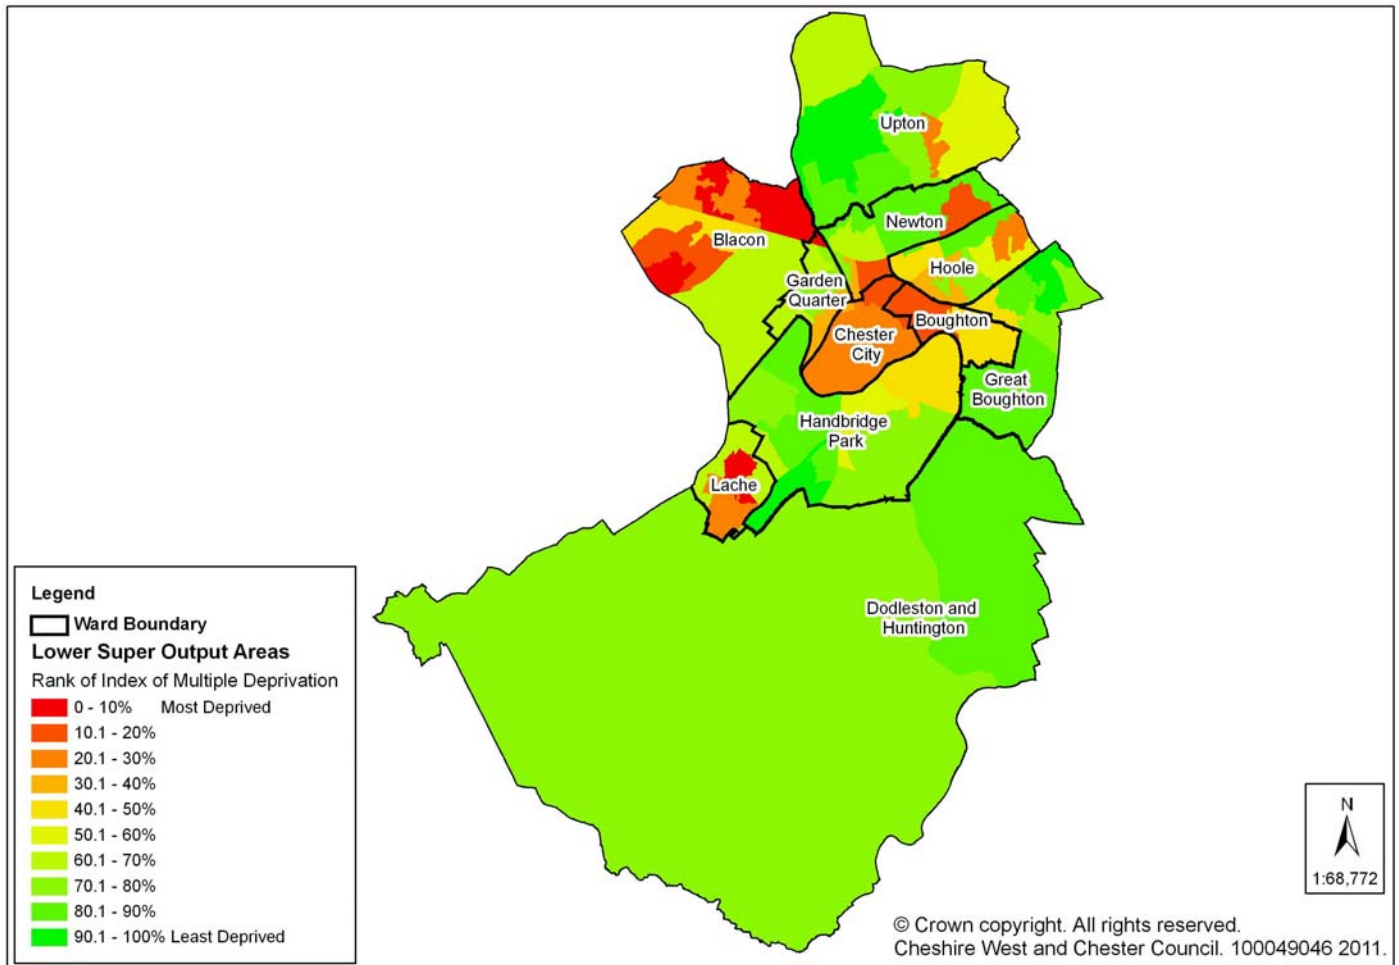 Upton
Newton
Blacon
Hoole
Garden
Quarter
Boughton
Chester
City
Great
Boughton
Handbridge
Park
Lache
Dodleston and
Huntington
Legend
Ward Boundary
Lower Super Output Areas
Rank of Index of Multiple Deprivation
0 - 10% Most Deprived
10.1 - 20%
20.1 - 30%
30.1 - 40%
40.1 - 50%
50.1 - 60%
60.1 - 70%
70.1 - 80%
80.1 - 90%
90.1 - 100% Least Deprived
N
1:68,772
© Crown copyright. All rights reserved.
Cheshire West and Chester Council. 100049046 2011.